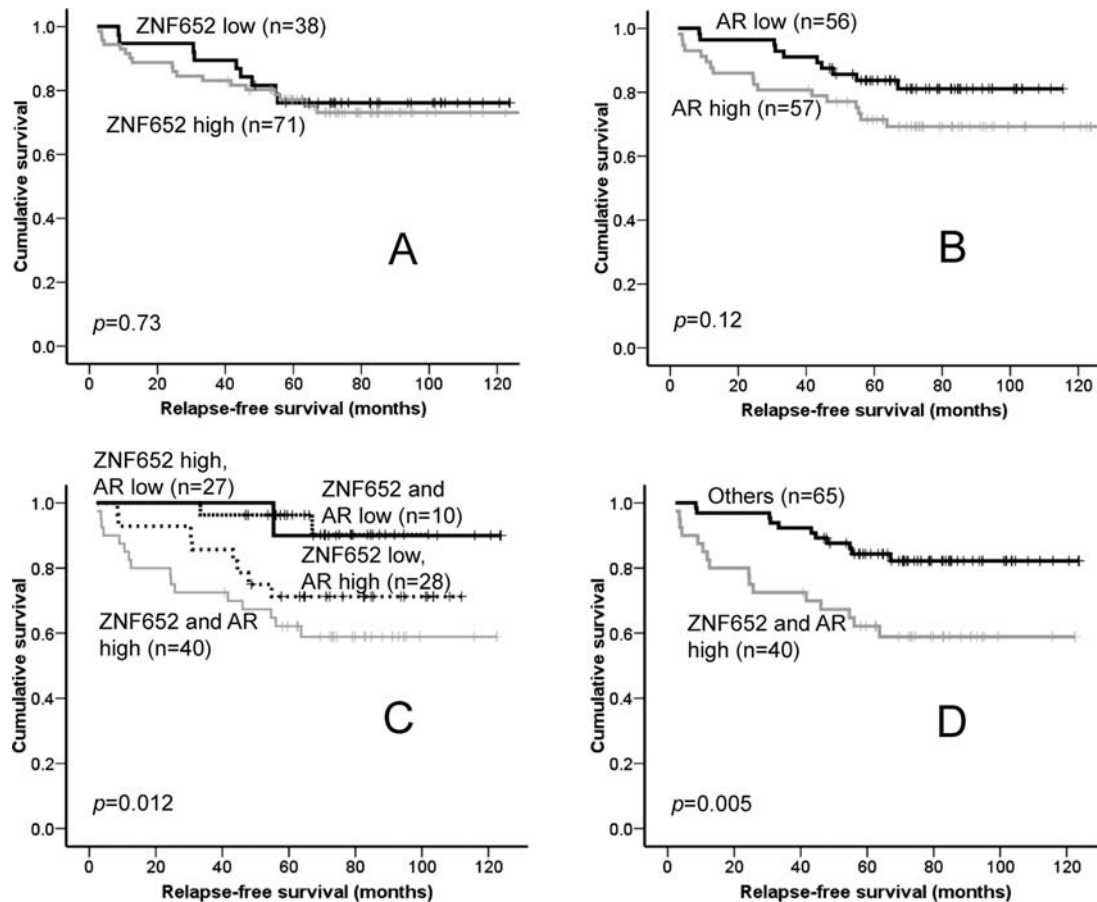 1.0
0.8
0.6
0.4
0.2
0.0
Cumulative survival
ZNF652 low (n=38)
ZNF652 high (n=71)
A
p=0.73
0 20 40 60 80 100 120
Relapse-free survival (months)
1.0
0.8
0.6
0.4
0.2
0.0
Cumulative survival
AR low (n=56)
AR high (n=57)
B
p=0.12
0 20 40 60 80 100 120
Relapse-free survival (months)
1.0
0.8
0.6
0.4
0.2
0.0
Cumulative survival
ZNF652 high,
AR low (n=27)
ZNF652 and
AR low (n=10)
ZNF652 low,
AR high (n=28)
ZNF652 and AR
high (n=40)
C
p=0.012
0 20 40 60 80 100 120
Relapse-free survival (months)
1.0
0.8
0.6
0.4
0.2
0.0
Cumulative survival
Others (n=65)
ZNF652 and AR
high (n=40)
D
p=0.005
0 20 40 60 80 100 120
Relapse-free survival (months)